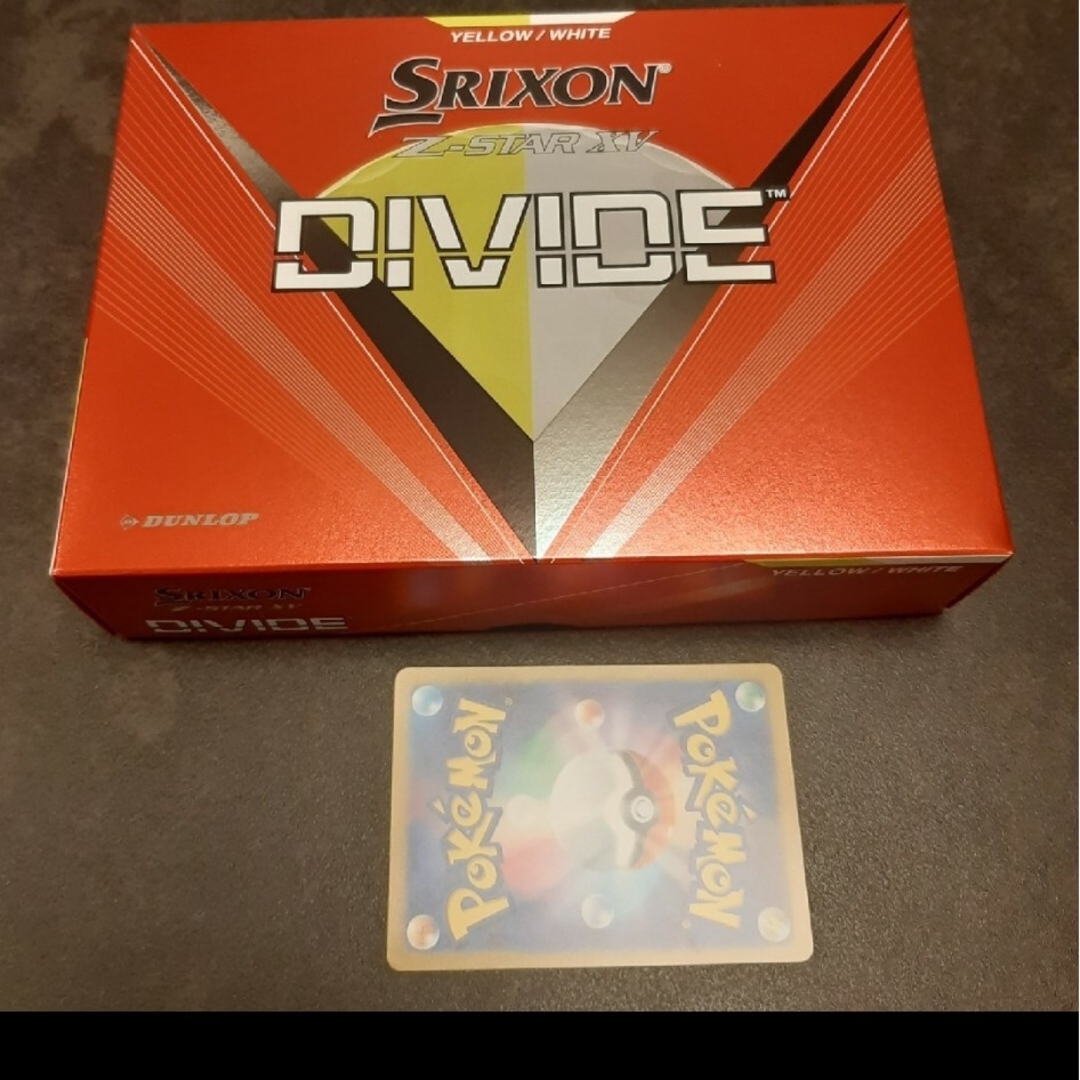 YELLOW / WHITE
SRIXON®
Z-STAR XV
DIVIDE™
DUNLOP
SRIXON
Z-STAR XV
DIVIDE
YELLOW / WHITE
POKéMON®
POKéMON®